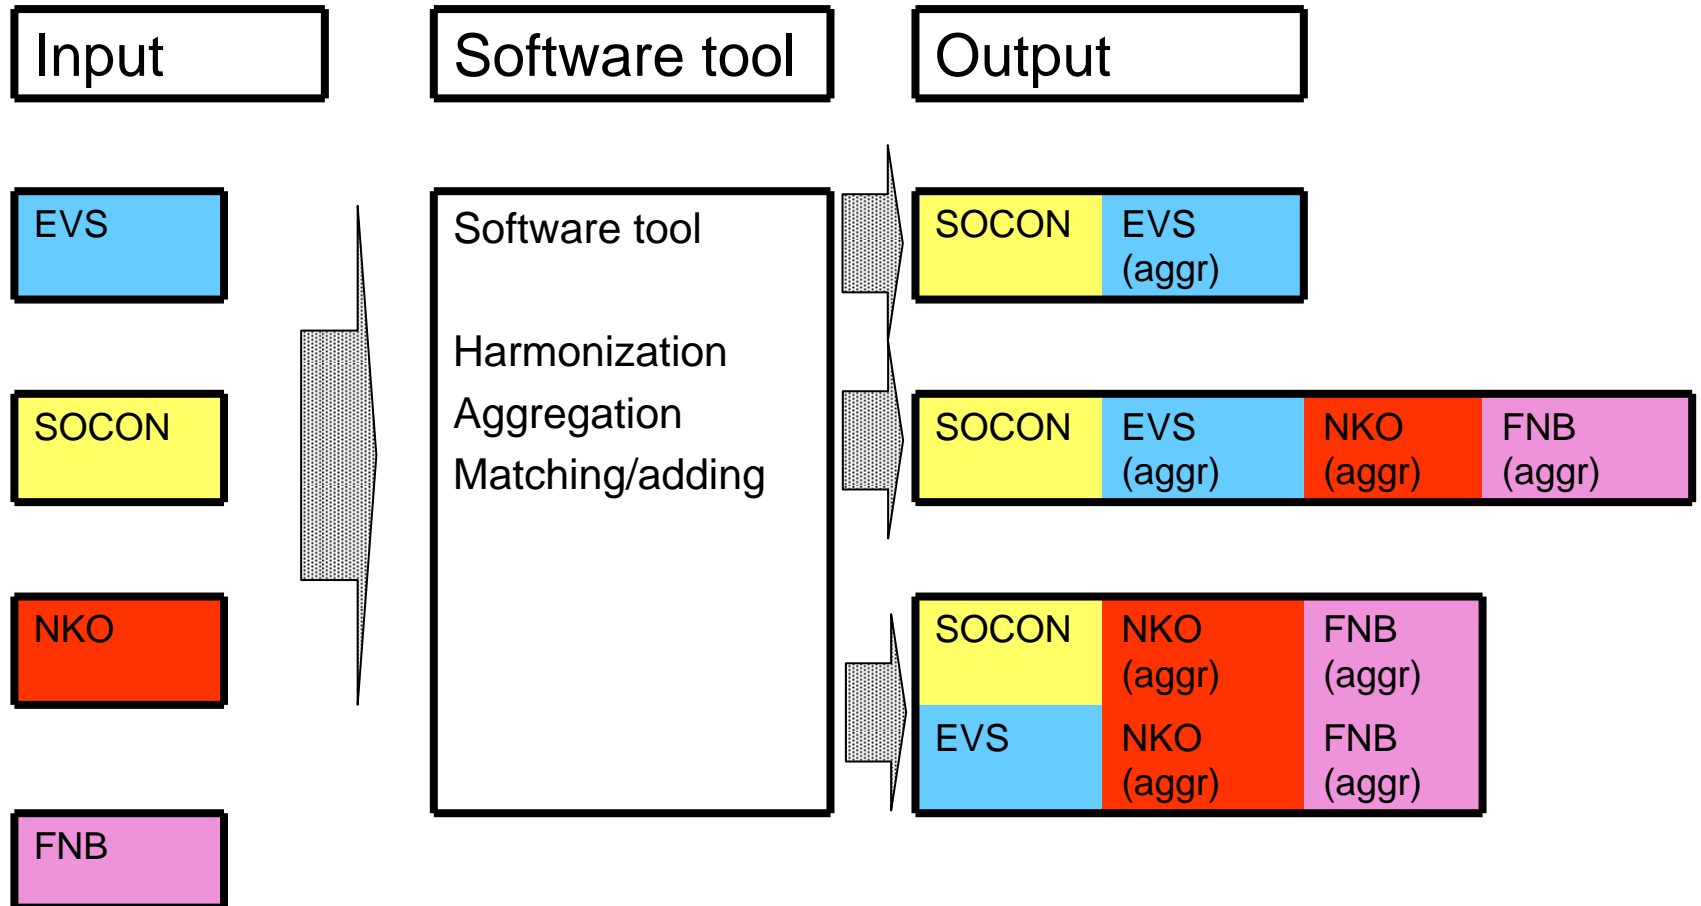 Input
Software tool
Output
EVS
SOCON
NKO
FNB
Software tool
Harmonization
Aggregation
Matching/adding
SOCON
EVS
(aggr)
SOCON
EVS
(aggr)
NKO
(aggr)
FNB
(aggr)
SOCON
NKO
(aggr)
FNB
(aggr)
EVS
NKO
(aggr)
FNB
(aggr)